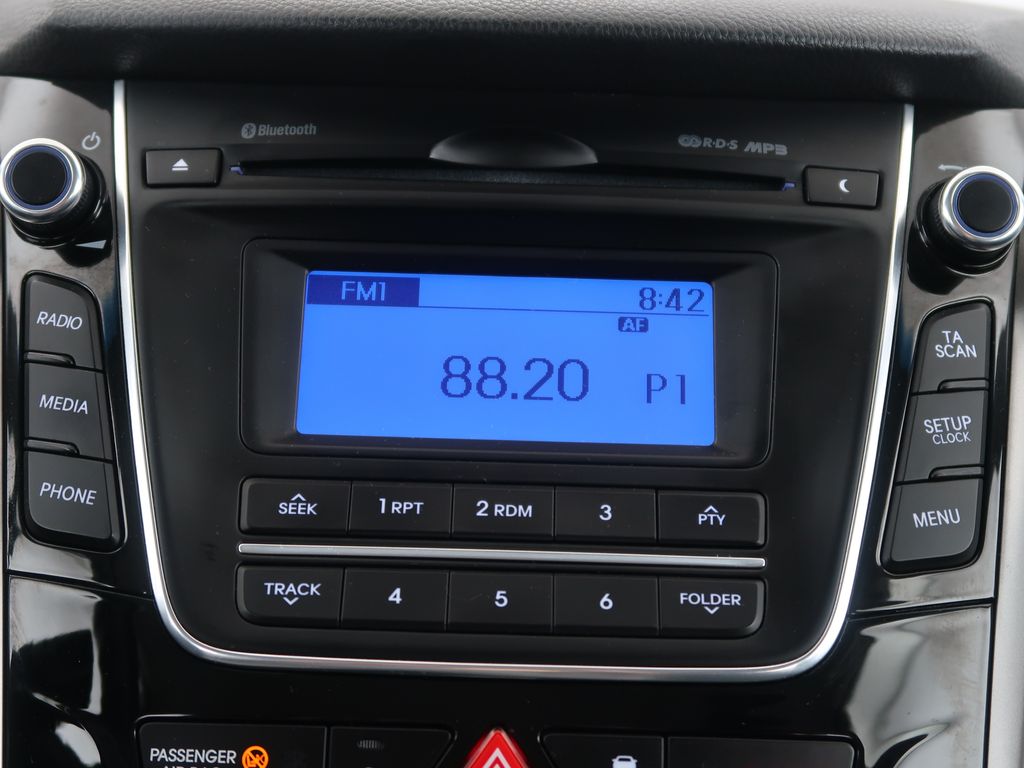 Bluetooth
R·D·S MP3
FM1 8:42
AF
88.20 P1
RADIO
MEDIA
PHONE
TA
SCAN
SETUP
CLOCK
MENU
SEEK 1 RPT 2 RDM 3 PTY
TRACK 4 5 6 FOLDER
PASSENGER